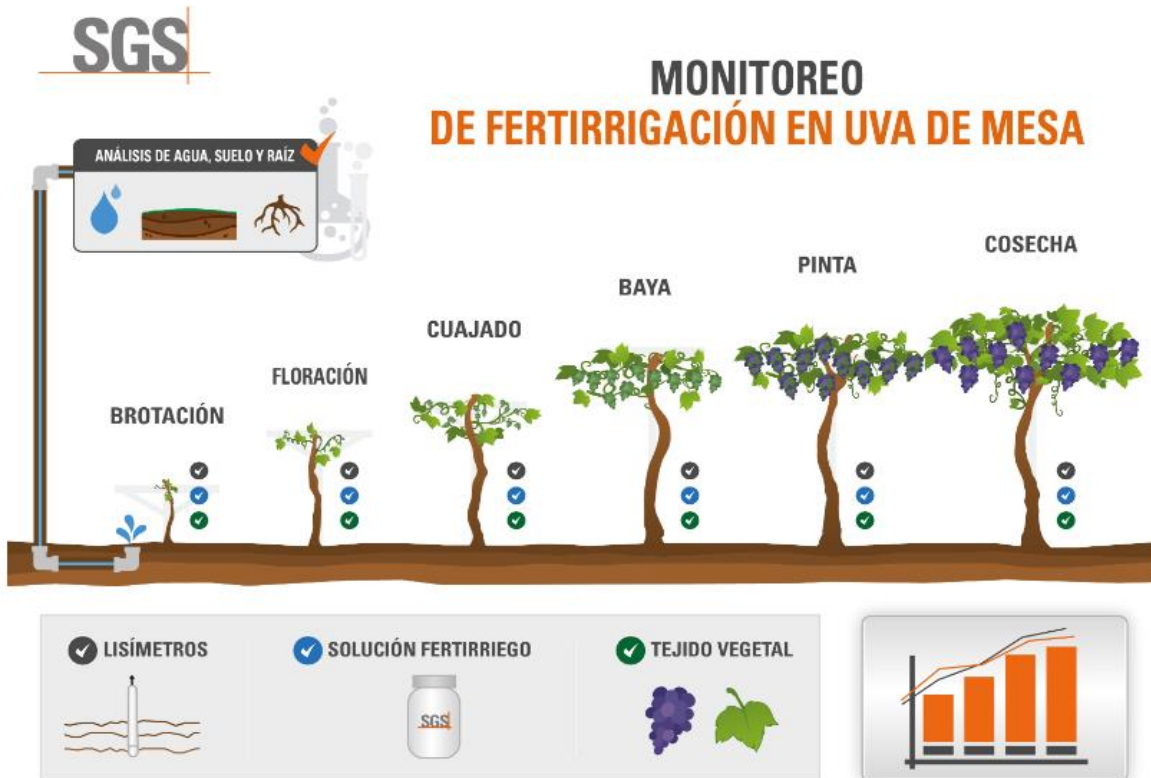 SGS
MONITOREO
DE FERTIRRIGACIÓN EN UVA DE MESA
ANÁLISIS DE AGUA, SUELO Y RAÍZ
COSECHA
PINTA
BAYA
CUAJADO
FLORACIÓN
BROTACIÓN
LISÍMETROS
SOLUCIÓN FERTIRRIEGO
TEJIDO VEGETAL
SGS